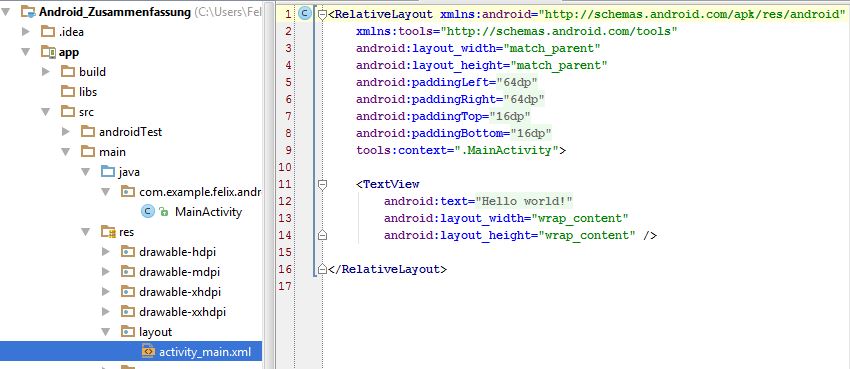 Android_Zusammenfassung (C:\Users\Fel
.idea
app
build
libs
src
androidTest
main
java
com.example.felix.andr
MainActivity
res
drawable-hdpi
drawable-mdpi
drawable-xhdpi
drawable-xxhdpi
layout
activity_main.xml
1 <RelativeLayout xmlns:android="http://schemas.android.com/apk/res/android"
2 xmlns:tools="http://schemas.android.com/tools"
3 android:layout_width="match_parent"
4 android:layout_height="match_parent"
5 android:paddingLeft="64dp"
6 android:paddingRight="64dp"
7 android:paddingTop="16dp"
8 android:paddingBottom="16dp"
9 tools:context=".MainActivity">
10
11 <TextView
12 android:text="Hello world!"
13 android:layout_width="wrap_content"
14 android:layout_height="wrap_content" />
15
16 </RelativeLayout>
17